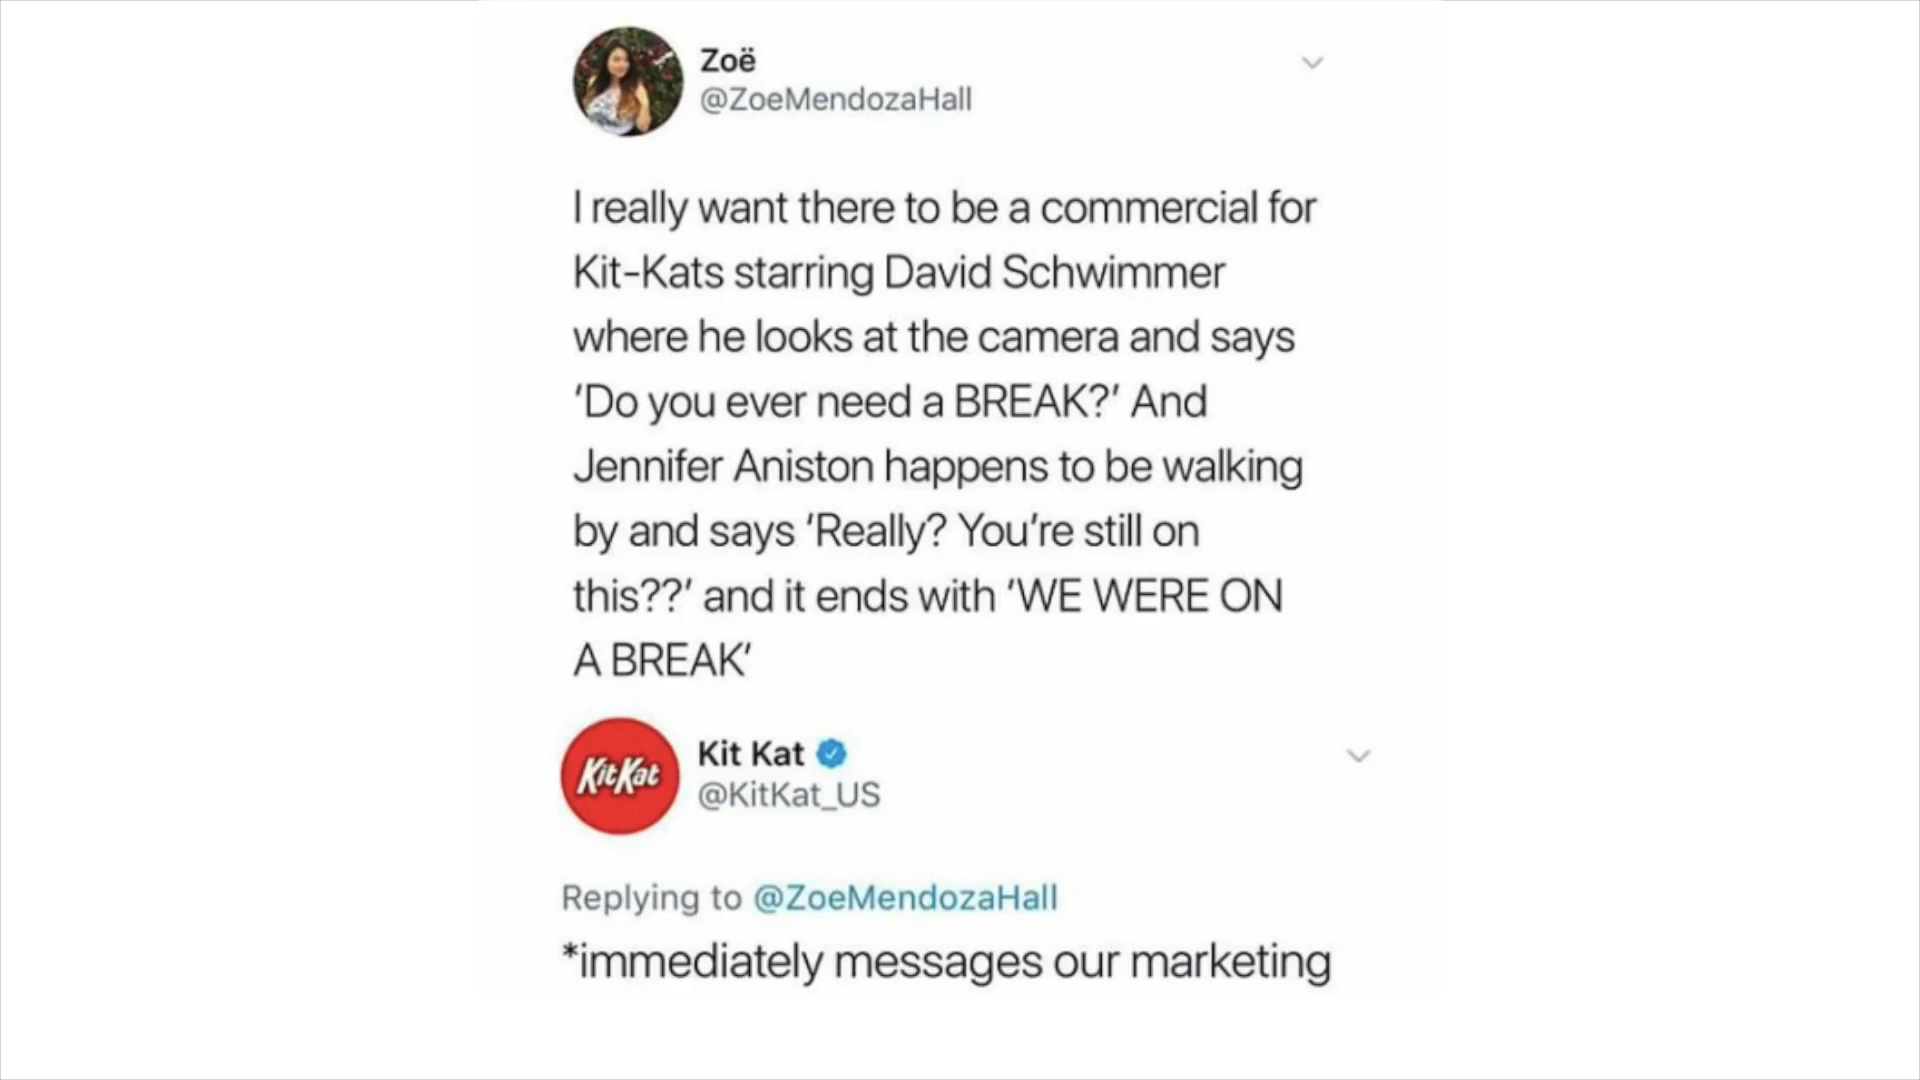 Zoë
@ZoeMendozaHall
I really want there to be a commercial for
Kit-Kats starring David Schwimmer
where he looks at the camera and says
‘Do you ever need a BREAK?’ And
Jennifer Aniston happens to be walking
by and says ‘Really? You’re still on
this??’ and it ends with ‘WE WERE ON
A BREAK’
KitKat
Kit Kat
@KitKat_US
Replying to @ZoeMendozaHall
*immediately messages our marketing